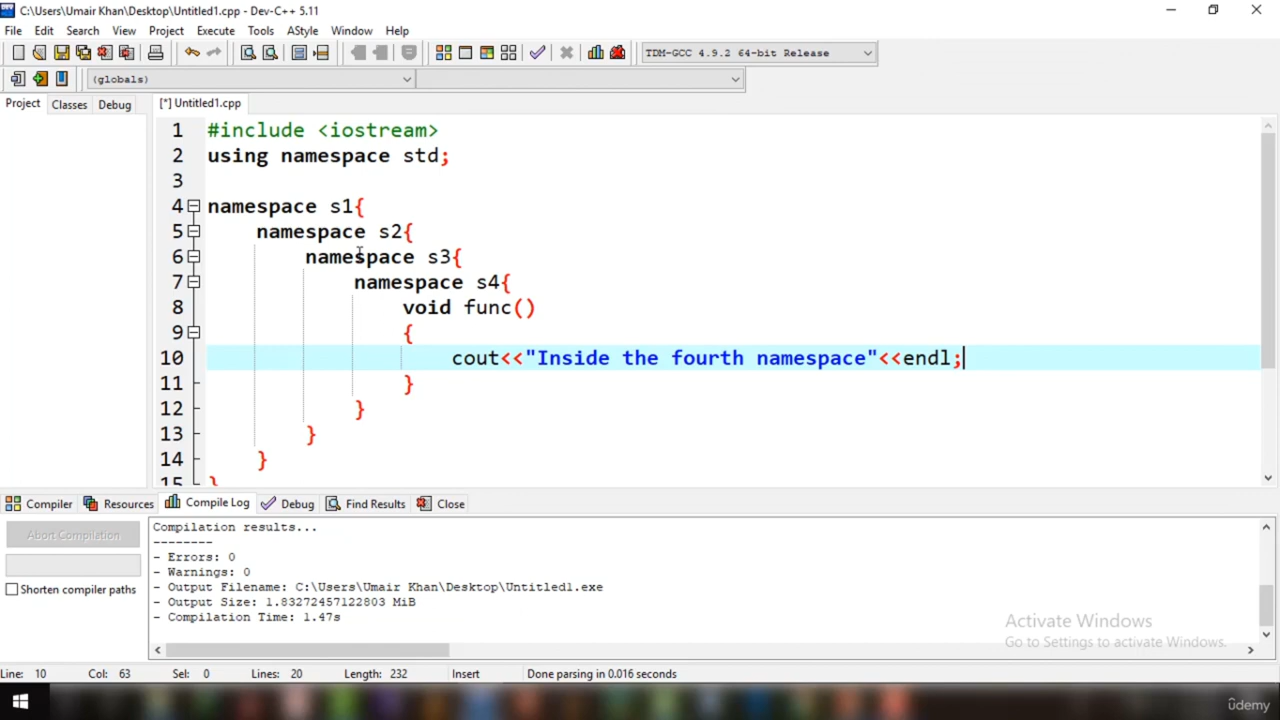 C:\Users\Umair Khan\Desktop\Untitled1.cpp - Dev-C++ 5.11
File Edit Search View Project Execute Tools AStyle Window Help
TDM-GCC 4.9.2 64-bit Release
(globals)
Project Classes Debug [*] Untitled1.cpp
1 #include <iostream>
2 using namespace std;
3
4 namespace s1{
5 namespace s2{
6 namespace s3{
7 namespace s4{
8 void func()
9 {
10 cout<<"Inside the fourth namespace"<<endl;
11 }
12 }
13 }
14 }
15 }
Compiler Resources Compile Log Debug Find Results Close
Abort Compilation
Shorten compiler paths
Compilation results...
--------
- Errors: 0
- Warnings: 0
- Output Filename: C:\Users\Umair Khan\Desktop\Untitled1.exe
- Output Size: 1.83272457122803 MiB
- Compilation Time: 1.47s
Activate Windows
Go to Settings to activate Windows.
Line: 10 Col: 63 Sel: 0 Lines: 20 Length: 232 Insert Done parsing in 0.016 seconds
ûdemy